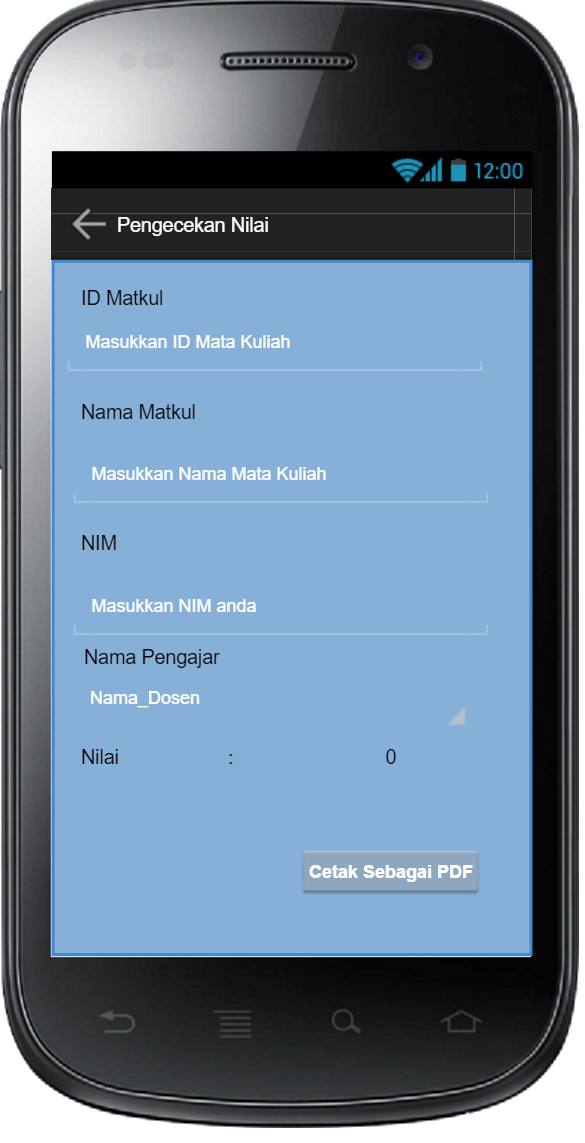 12:00
Pengecekan Nilai
ID Matkul
Masukkan ID Mata Kuliah
Nama Matkul
Masukkan Nama Mata Kuliah
NIM
Masukkan NIM anda
Nama Pengajar
Nama_Dosen
Nilai : 0
Cetak Sebagai PDF